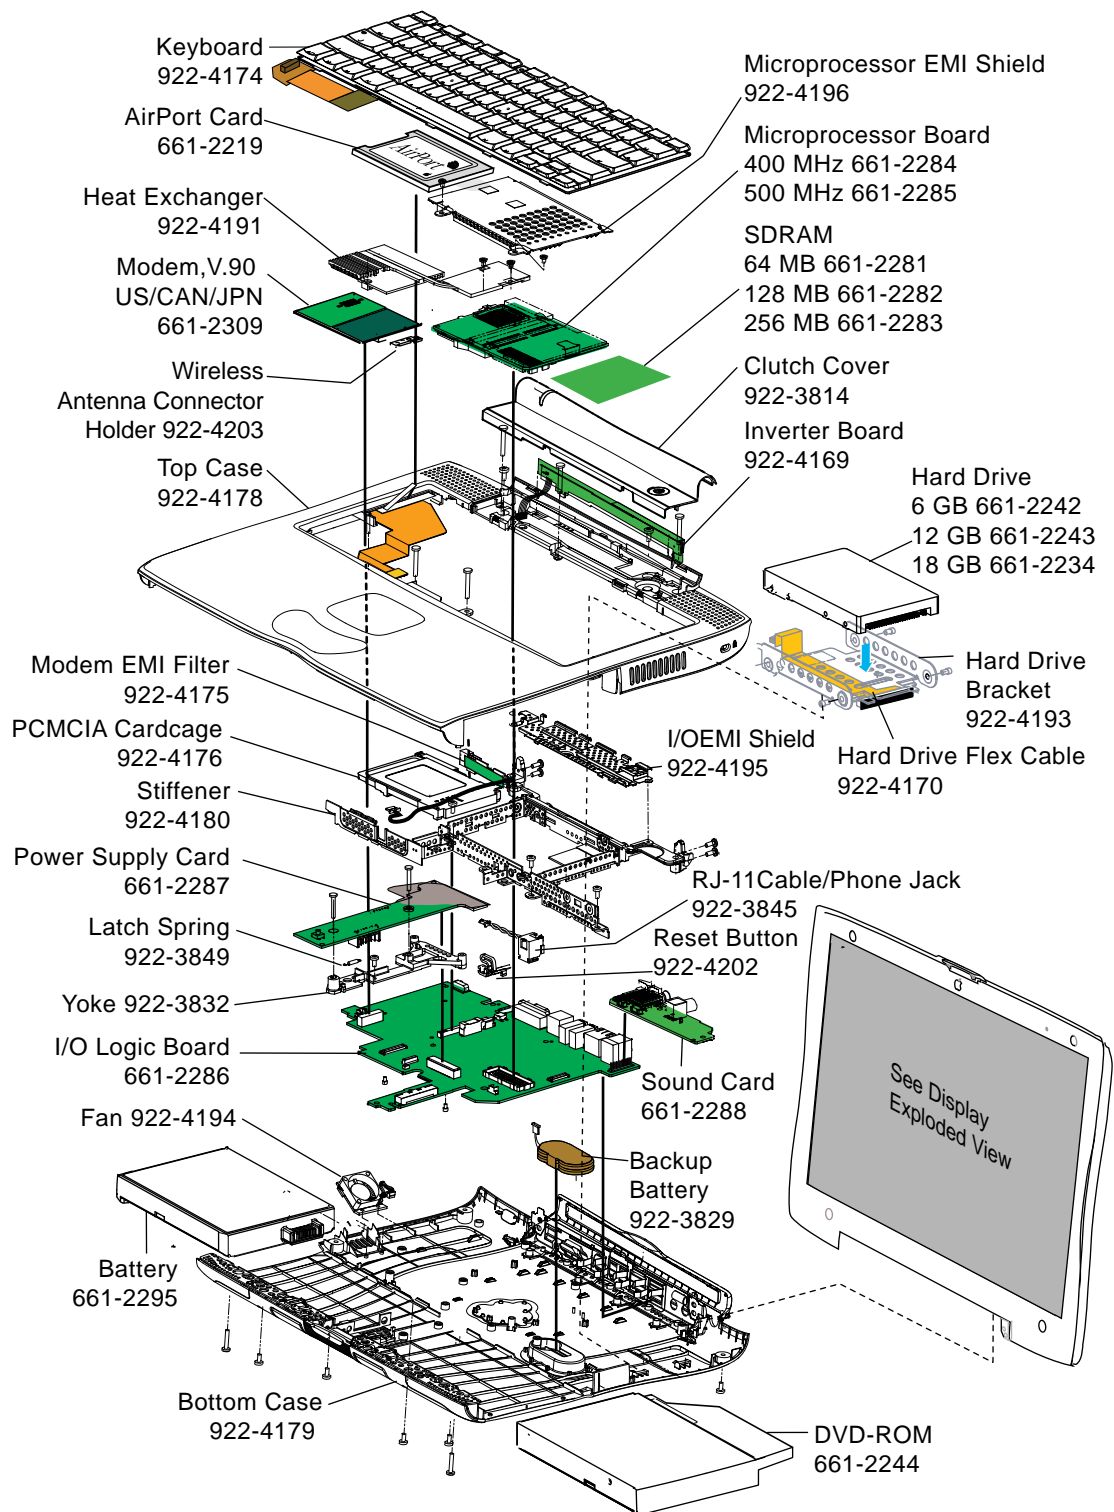 Keyboard
922-4174
AirPort Card
661-2219
AirPort
Heat Exchanger
922-4191
Modem,V.90
US/CAN/JPN
661-2309
Wireless
Antenna Connector
Holder 922-4203
Top Case
922-4178
Microprocessor EMI Shield
922-4196
Microprocessor Board
400 MHz 661-2284
500 MHz 661-2285
SDRAM
64 MB 661-2281
128 MB 661-2282
256 MB 661-2283
Clutch Cover
922-3814
Inverter Board
922-4169
Hard Drive
6 GB 661-2242
12 GB 661-2243
18 GB 661-2234
Hard Drive
Bracket
922-4193
Hard Drive Flex Cable
922-4170
Modem EMI Filter
922-4175
PCMCIA Cardcage
922-4176
Stiffener
922-4180
Power Supply Card
661-2287
Latch Spring
922-3849
Yoke 922-3832
I/O Logic Board
661-2286
Fan 922-4194
I/OEMI Shield
922-4195
RJ-11Cable/Phone Jack
922-3845
Reset Button
922-4202
Sound Card
661-2288
See Display
Exploded View
Backup
Battery
922-3829
Battery
661-2295
Bottom Case
922-4179
DVD-ROM
661-2244